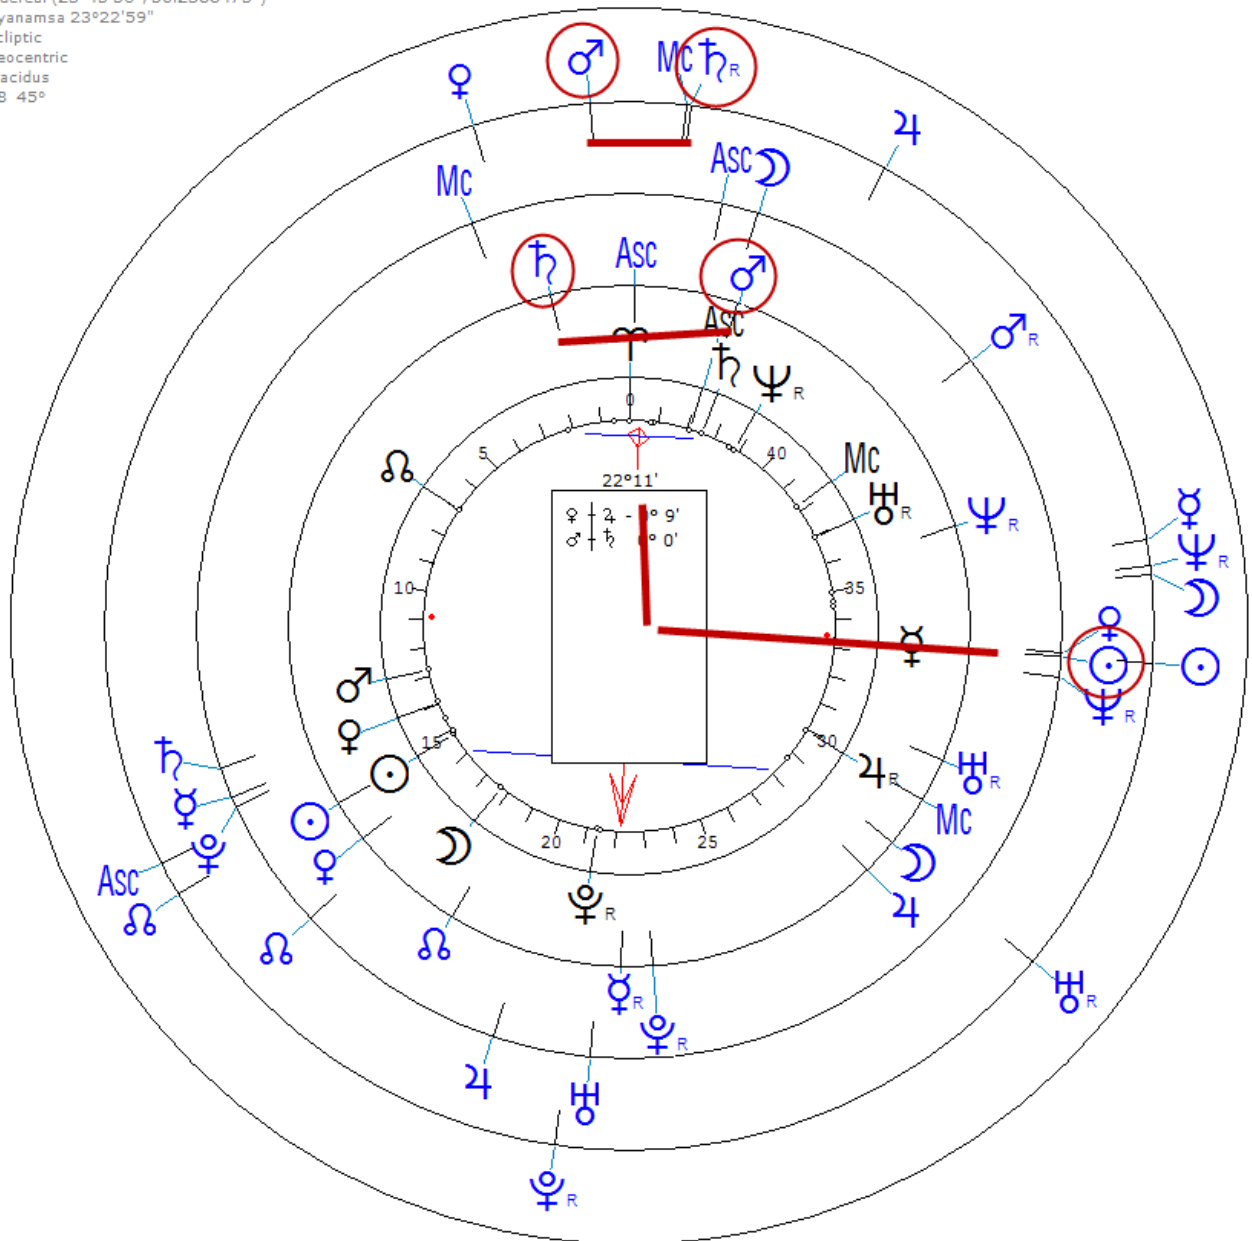 yanamsa 23°22'59"
cliptic
eocentric
acidus
8 45°
♂ Mc ♄ R
♀
♃
Mc
Asc ☽
♄ Asc ♂
♂ R
♈ Asc
♄ ♆ R
0
5 40
☊
Mc
♅ R
22°11'
♀ ♃ - 9'
♂ ♄ 0'
♆ R
☿
♆ R
☽
10 35
☿
♀
☉ ☉
♆ R
♂
♀ 15
30
☉ ♃ R
♄
☿
☉
♅ R
Mc
☽ ♇
20 25
♀ ☽
Asc
☊
♇ R
♃
☊ ☊
☿ R
♅ R
♇ R
♃
♅
♇ R